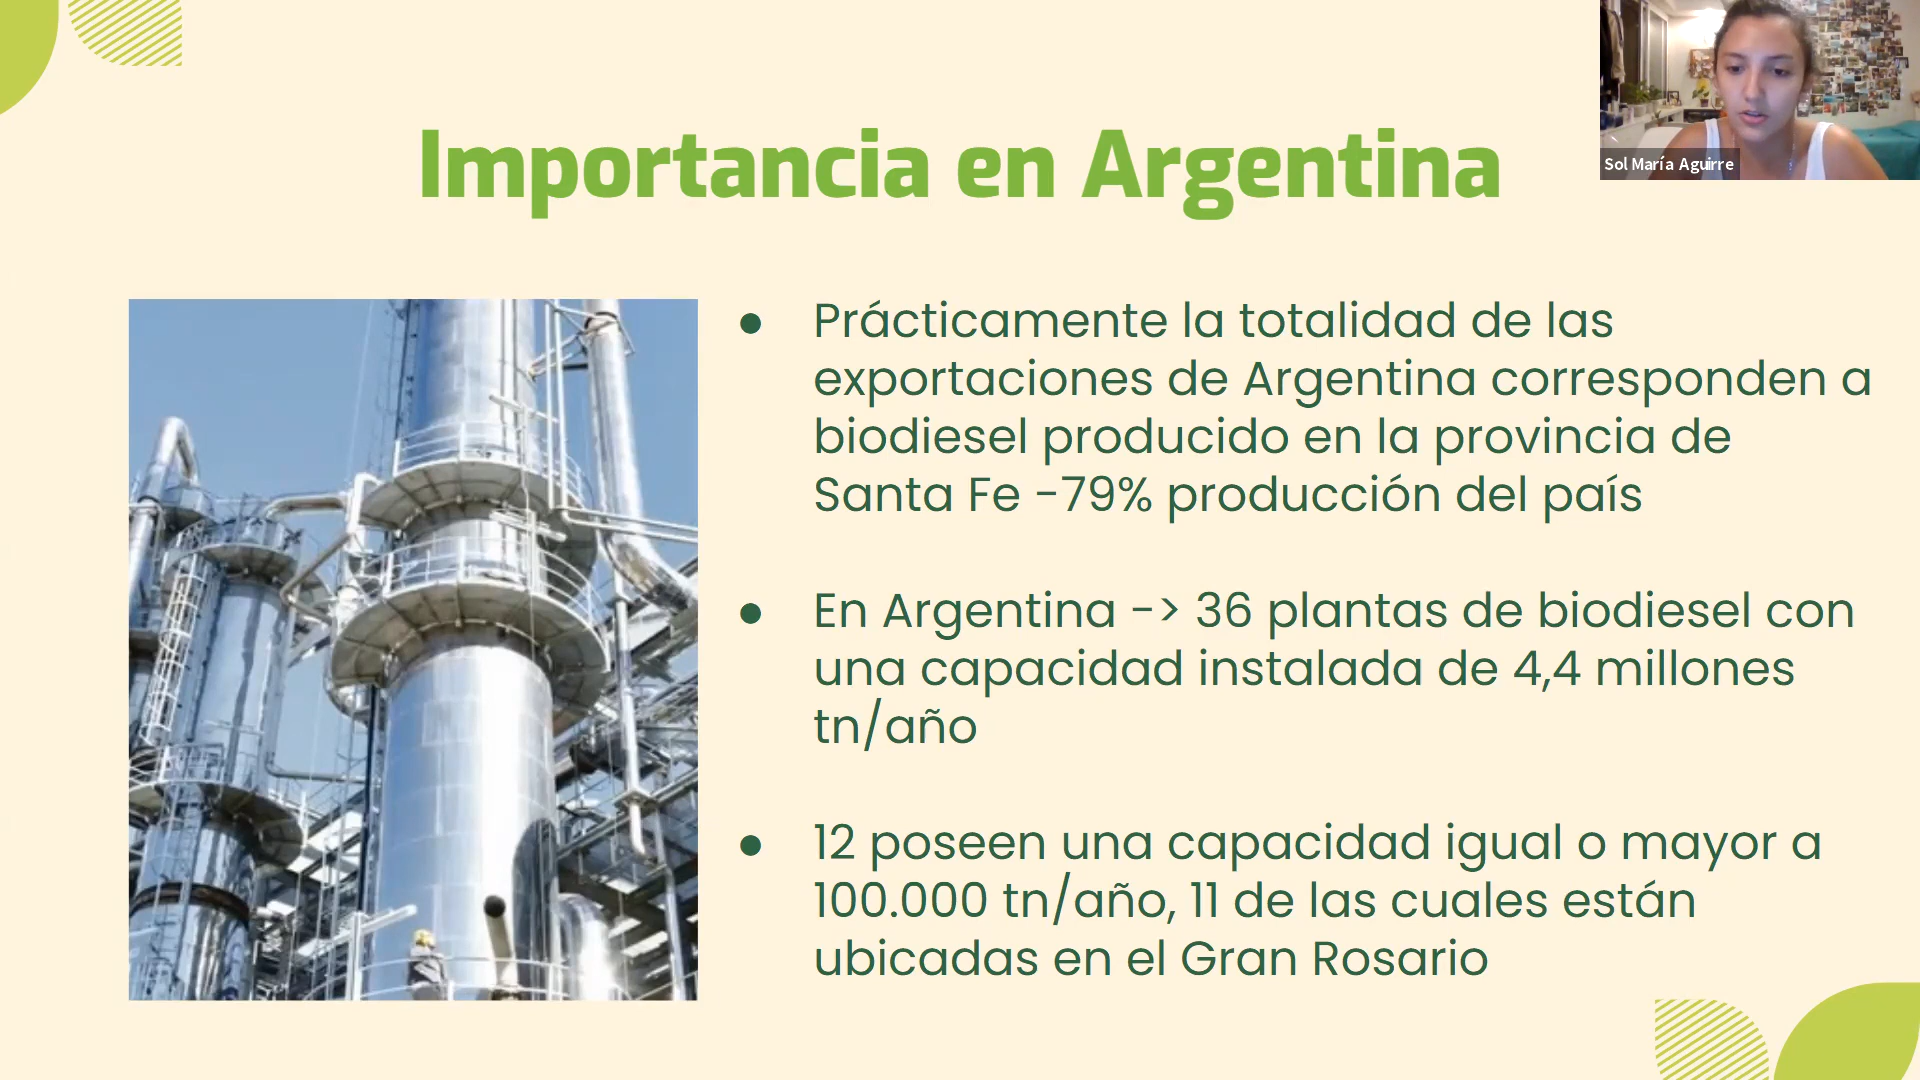 Importancia en Argentina
Sol María Aguirre
● Prácticamente la totalidad de las
exportaciones de Argentina corresponden a
biodiesel producido en la provincia de
Santa Fe -79% producción del país
● En Argentina -> 36 plantas de biodiesel con
una capacidad instalada de 4,4 millones
tn/año
● 12 poseen una capacidad igual o mayor a
100.000 tn/año, 11 de las cuales están
ubicadas en el Gran Rosario